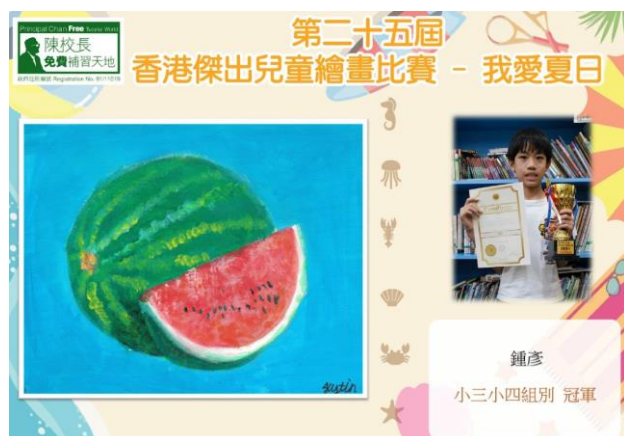 Principal Chan Free Tutorial World
陳校長
免費補習天地
第二十五屆
香港傑出兒童繪畫比賽 - 我愛夏日
Justin
鍾彥
小三小四組別 冠軍